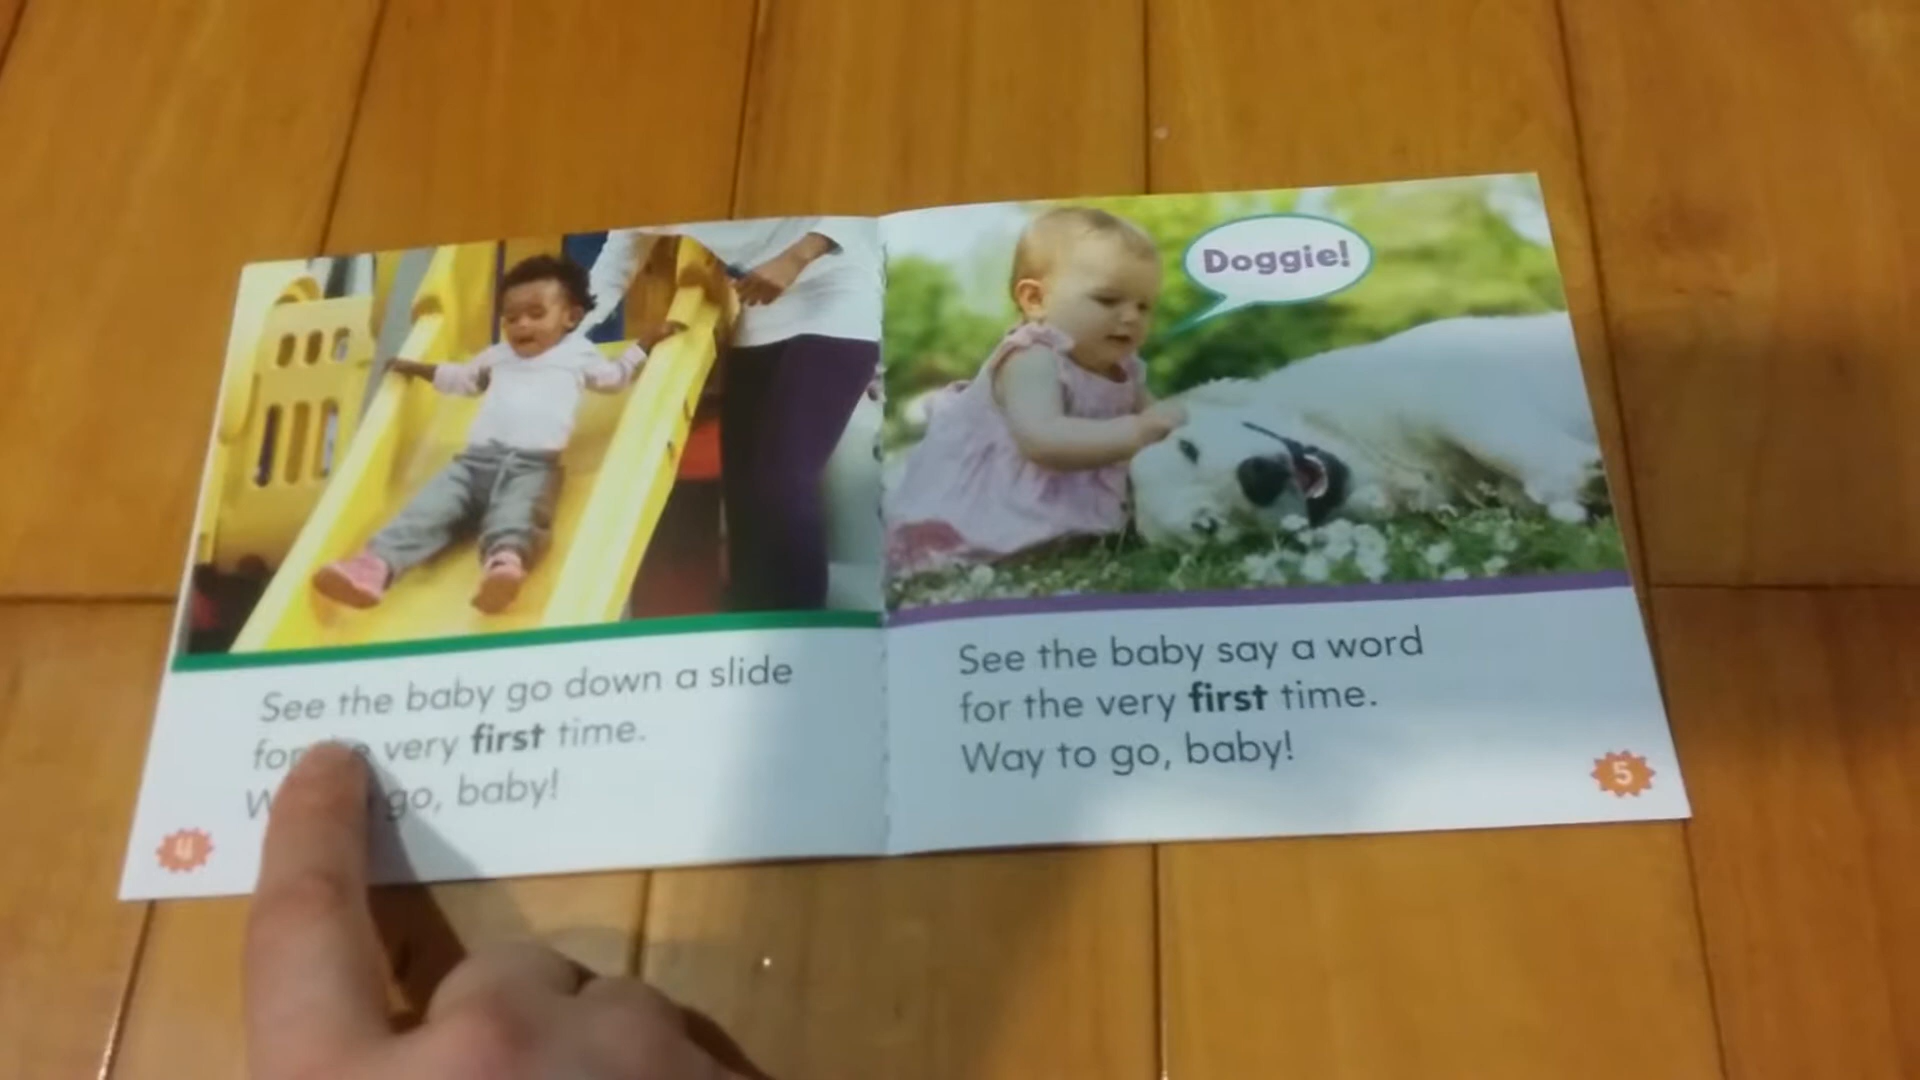 See the baby go down a slide
for the very first time.
W go, baby!
4
Doggie!
See the baby say a word
for the very first time.
Way to go, baby!
5